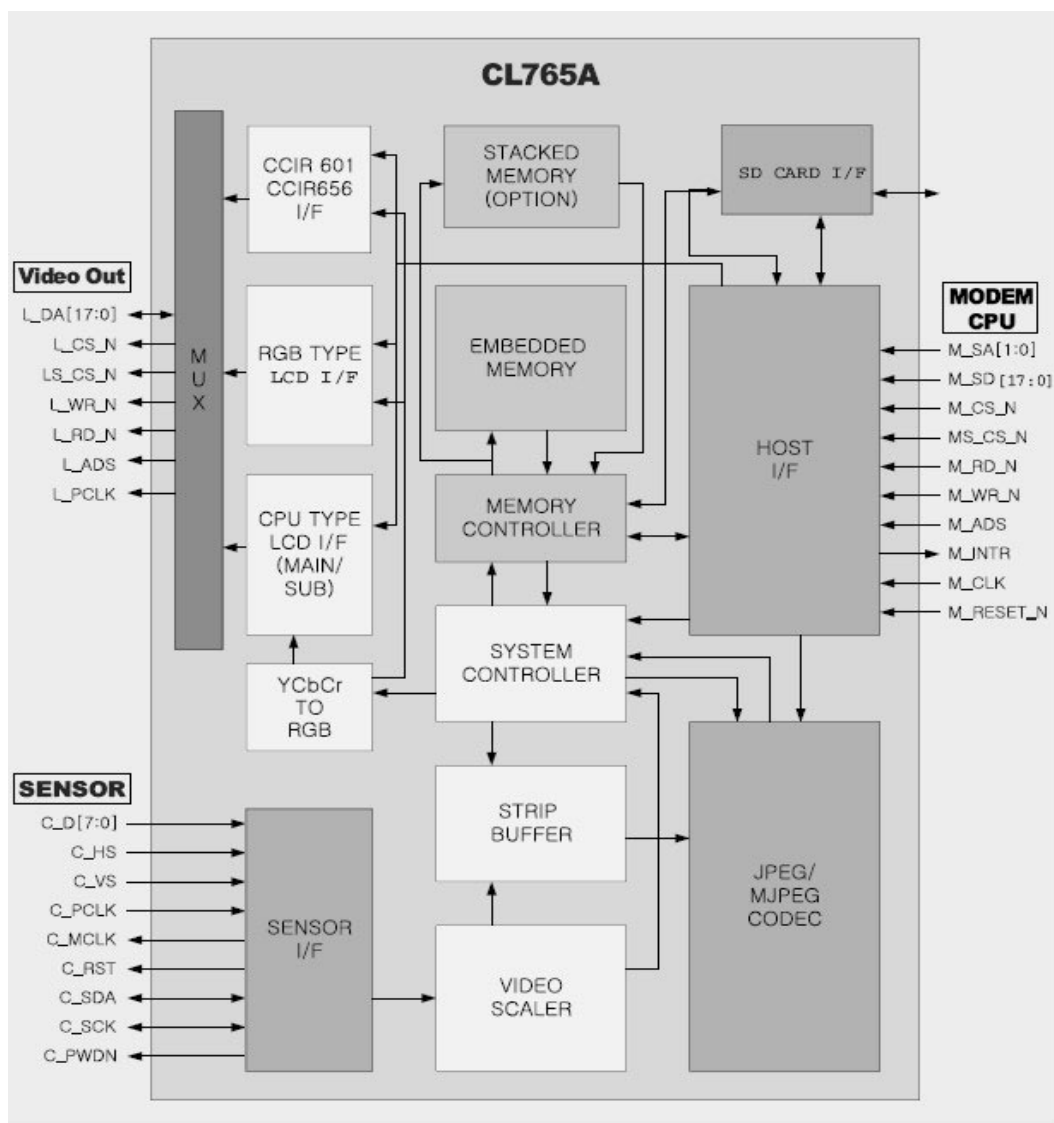 CL765A
CCIR 601
CCIR656
I/F
STACKED
MEMORY
(OPTION)
SD CARD I/F
Video Out
L_DA[17:0]
L_CS_N
LS_CS_N
L_WR_N
L_RD_N
L_ADS
L_PCLK
M
U
X
RGB TYPE
LCD I/F
EMBEDDED
MEMORY
HOST
I/F
MODEM
CPU
M_SA[1:0]
M_SD [17:0]
M_CS_N
MS_CS_N
M_RD_N
M_WR_N
M_ADS
M_INTR
M_CLK
M_RESET_N
CPU TYPE
LCD I/F
(MAIN/
SUB)
MEMORY
CONTROLLER
SYSTEM
CONTROLLER
YCbCr
TO
RGB
SENSOR
C_D[7:0]
C_HS
C_VS
C_PCLK
C_MCLK
C_RST
C_SDA
C_SCK
C_PWDN
SENSOR
I/F
STRIP
BUFFER
VIDEO
SCALER
JPEG/
MJPEG
CODEC